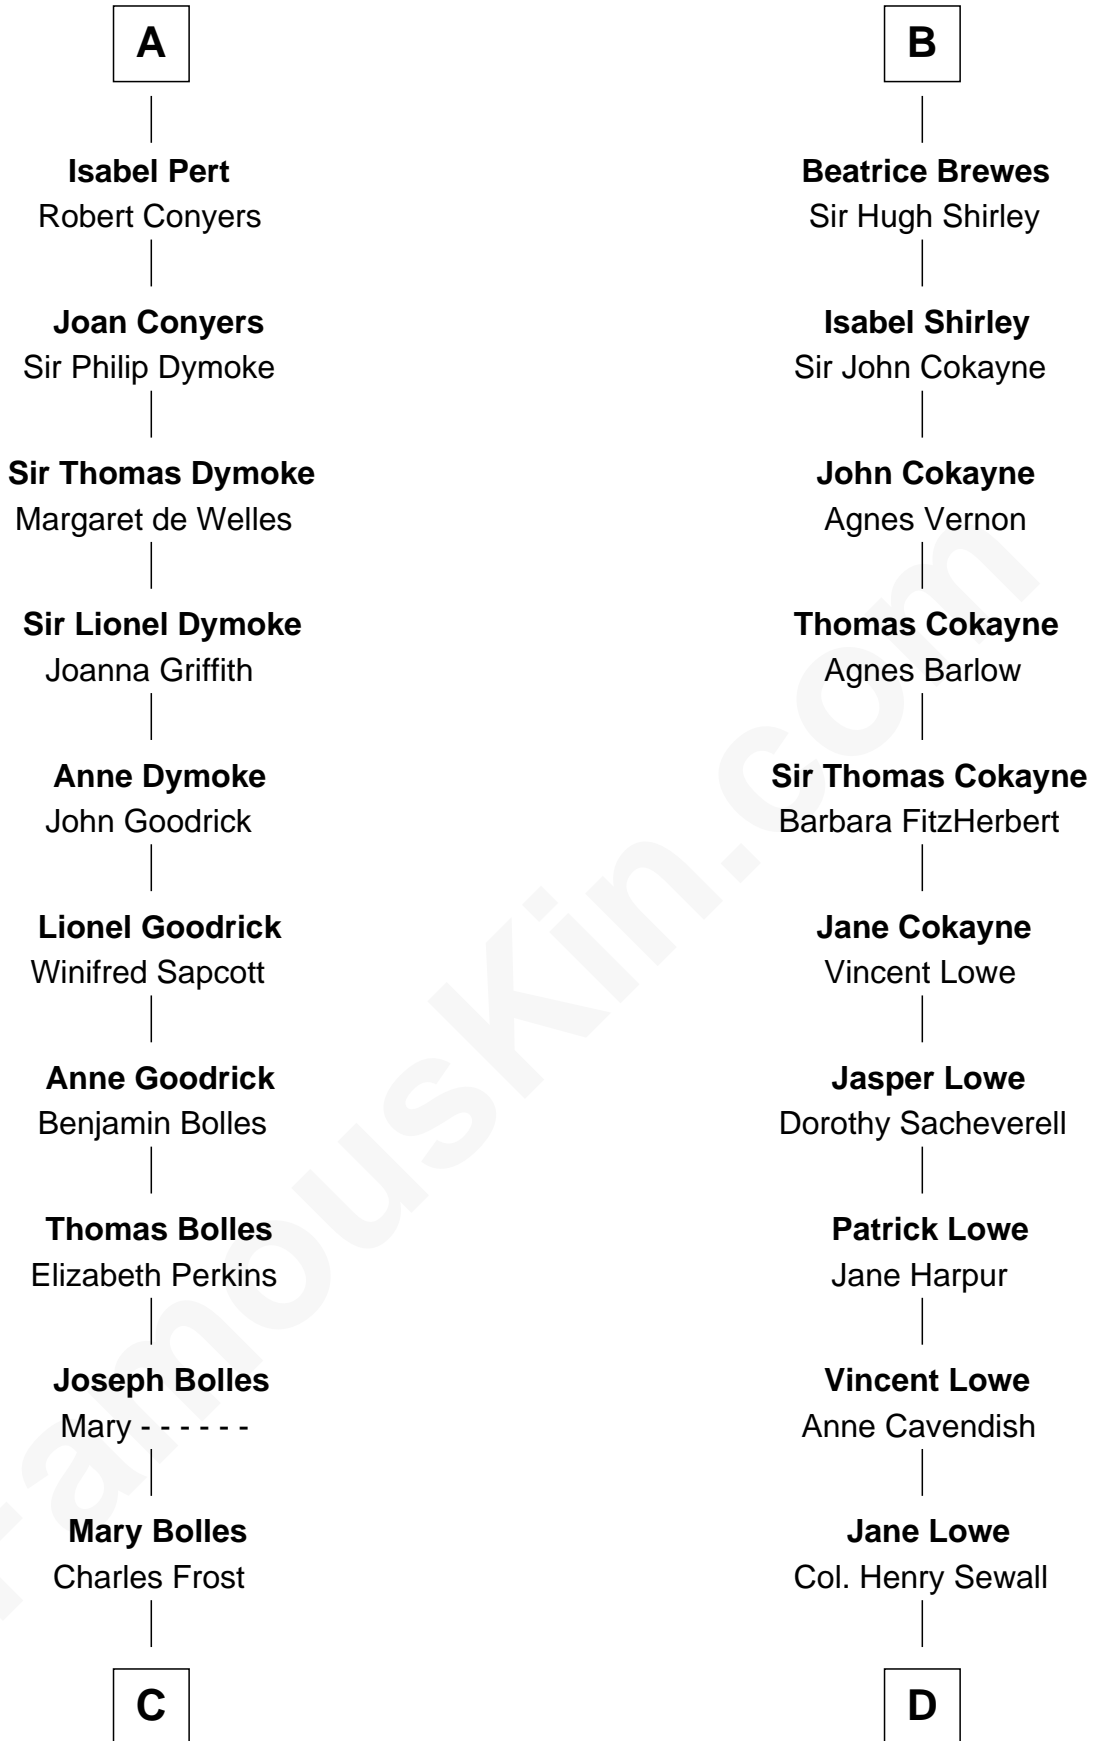 A
Isabel Pert
Robert Conyers
Joan Conyers
Sir Philip Dymoke
Sir Thomas Dymoke
Margaret de Welles
Sir Lionel Dymoke
Joanna Griffith
Anne Dymoke
John Goodrick
Lionel Goodrick
Winifred Sapcott
Anne Goodrick
Benjamin Bolles
Thomas Bolles
Elizabeth Perkins
Joseph Bolles
Mary - - - - - -
Mary Bolles
Charles Frost
C
B
Beatrice Brewes
Sir Hugh Shirley
Isabel Shirley
Sir John Cokayne
John Cokayne
Agnes Vernon
Thomas Cokayne
Agnes Barlow
Sir Thomas Cokayne
Barbara FitzHerbert
Jane Cokayne
Vincent Lowe
Jasper Lowe
Dorothy Sacheverell
Patrick Lowe
Jane Harpur
Vincent Lowe
Anne Cavendish
Jane Lowe
Col. Henry Sewall
D
FamousKin.com